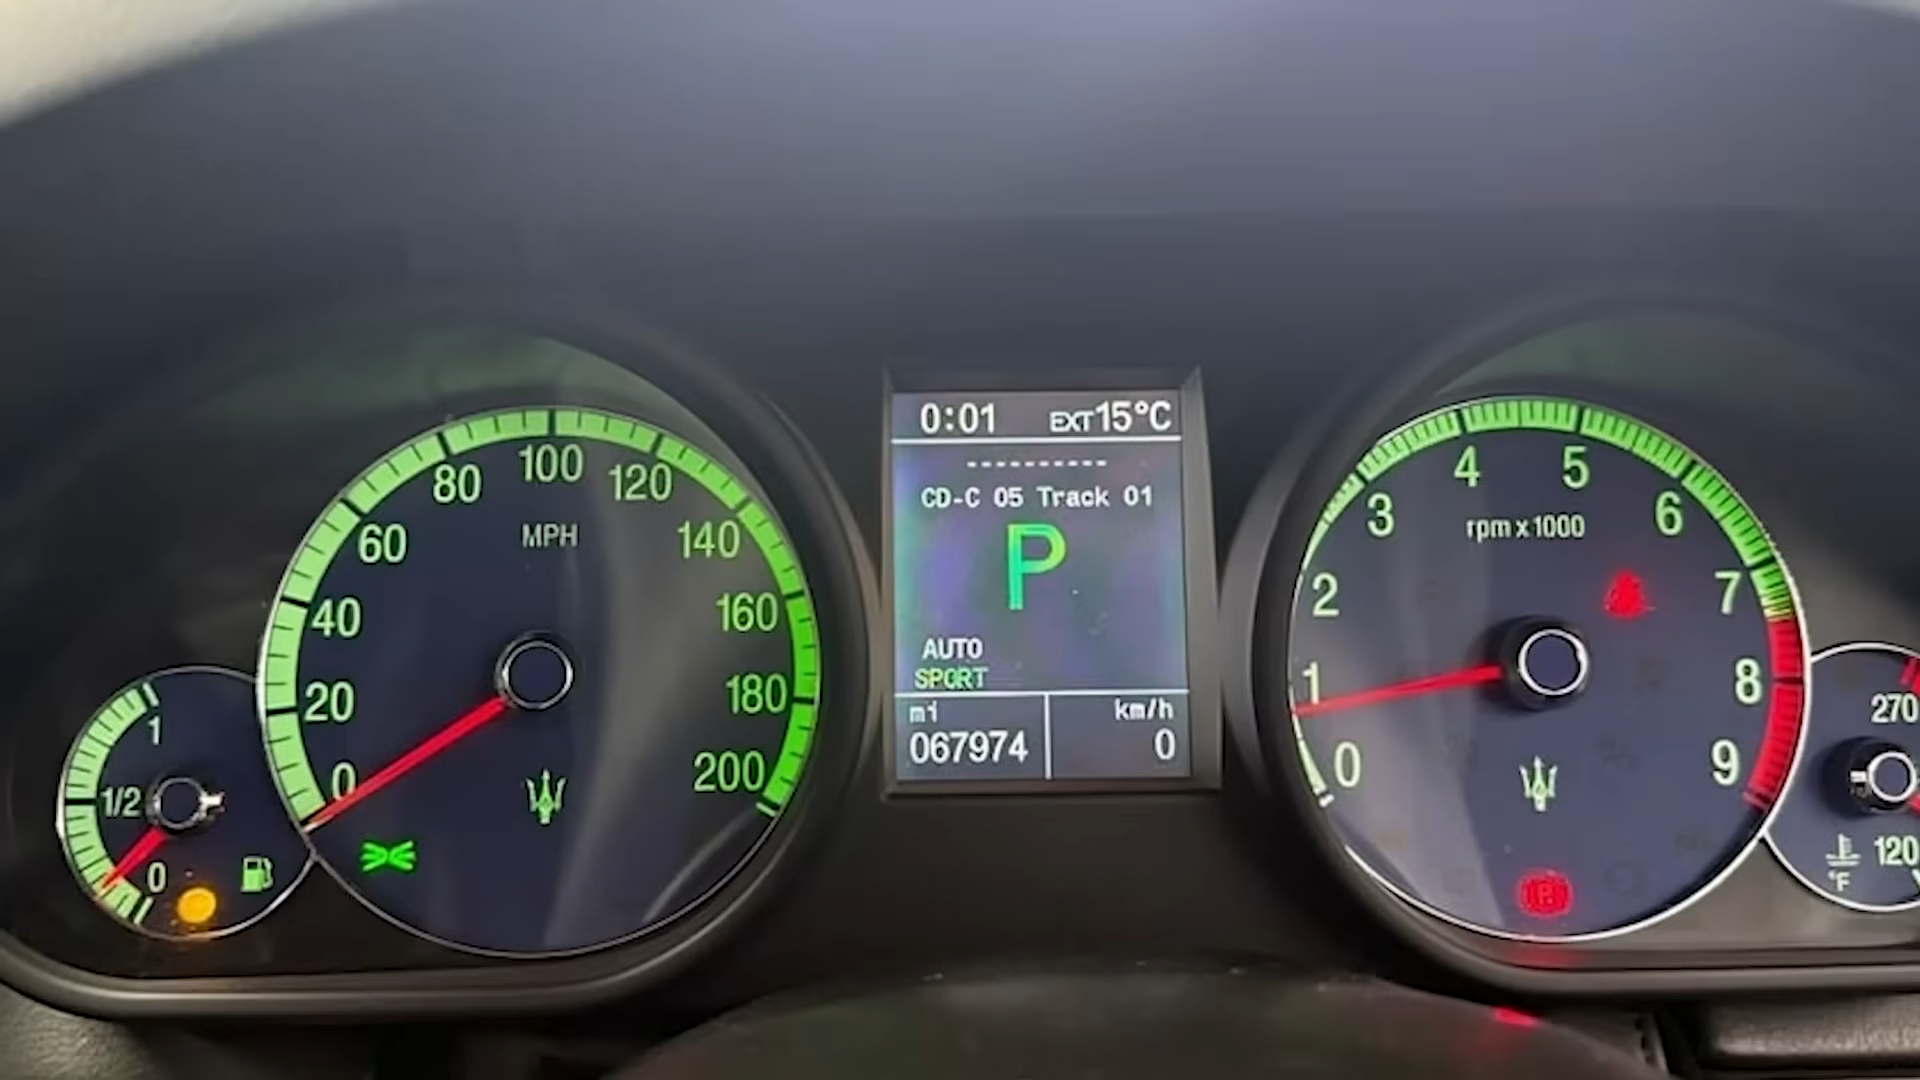 0:01 EXT15°C
----------
CD-C 05 Track 01
P
AUTO
SPORT
mi km/h
067974 0
1
1/2
0
0
20
40
60
80
100
120
140
160
180
200
MPH
0
1
2
3
4
5
6
7
8
9
rpm x 1000
(P)
270
120
°F